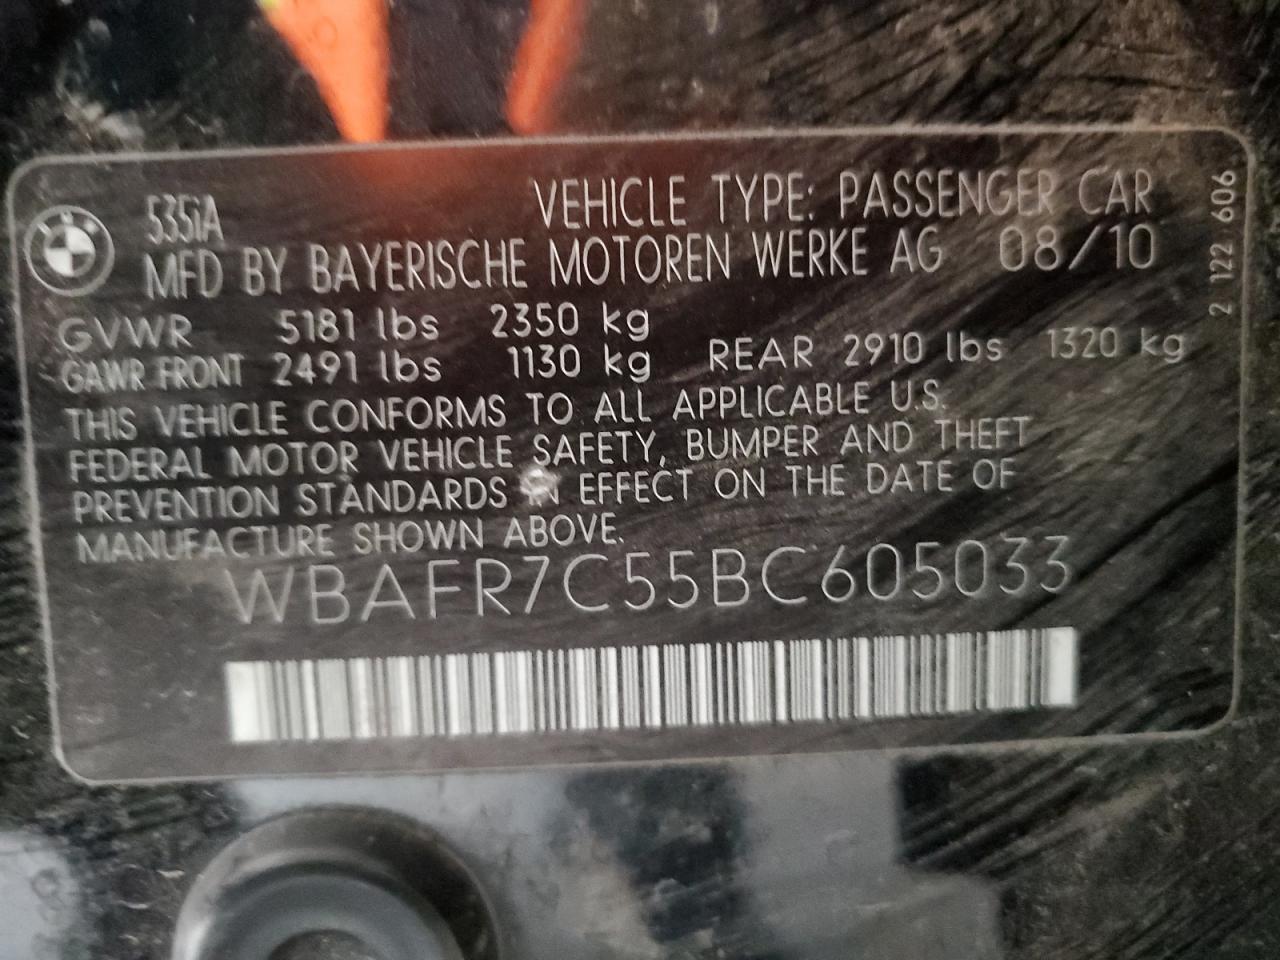 535iA VEHICLE TYPE: PASSENGER CAR
MFD BY BAYERISCHE MOTOREN WERKE AG 08/10
GVWR 5181 lbs 2350 kg
GAWR FRONT 2491 lbs 1130 kg REAR 2910 lbs 1320 kg
THIS VEHICLE CONFORMS TO ALL APPLICABLE U.S.
FEDERAL MOTOR VEHICLE SAFETY, BUMPER AND THEFT
PREVENTION STANDARDS IN EFFECT ON THE DATE OF
MANUFACTURE SHOWN ABOVE.
WBAFR7C55BC605033
2 122 606